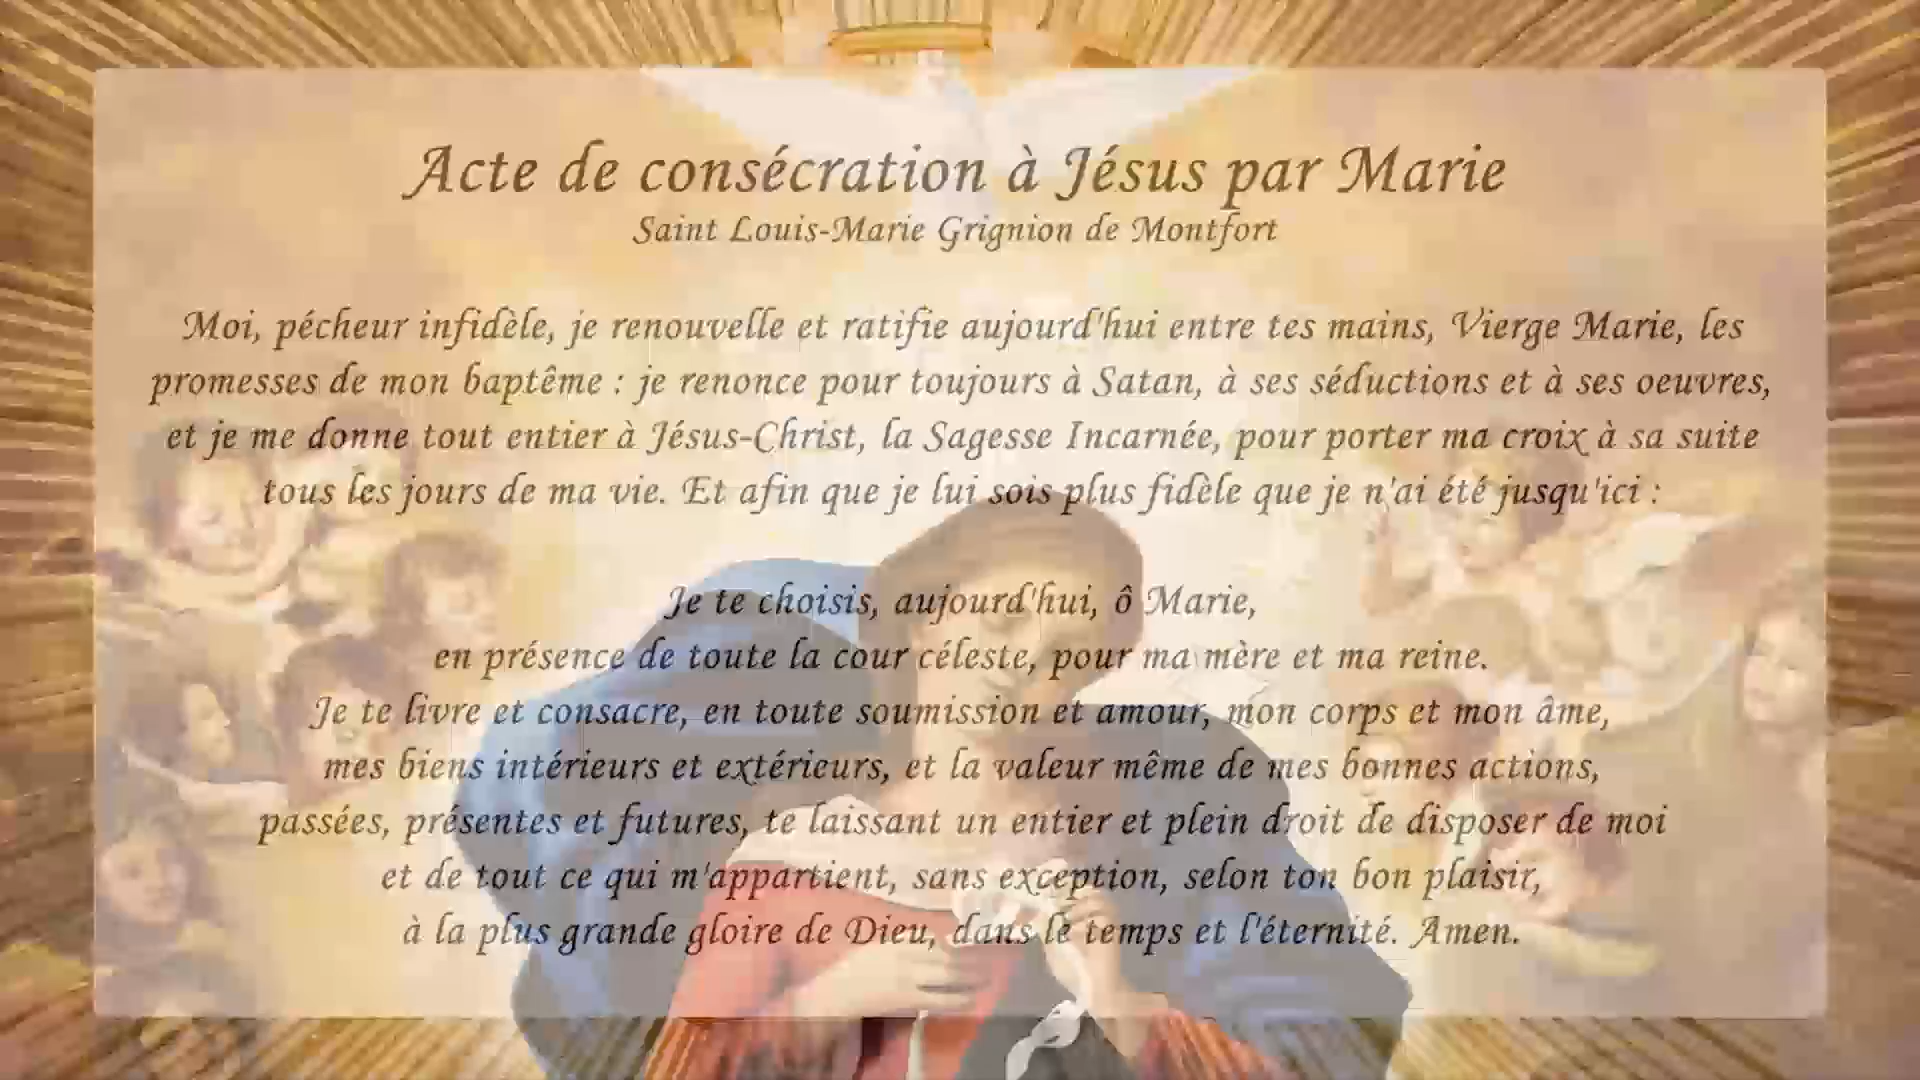 Acte de consécration à Jésus par Marie
Saint Louis-Marie Grignion de Montfort
Moi, pécheur infidèle, je renouvelle et ratifie aujourd'hui entre tes mains, Vierge Marie, les
promesses de mon baptême : je renonce pour toujours à Satan, à ses séductions et à ses oeuvres,
et je me donne tout entier à Jésus-Christ, la Sagesse Incarnée, pour porter ma croix à sa suite
tous les jours de ma vie. Et afin que je lui sois plus fidèle que je n'ai été jusqu'ici :
Je te choisis, aujourd'hui, ô Marie,
en présence de toute la cour céleste, pour ma mère et ma reine.
Je te livre et consacre, en toute soumission et amour, mon corps et mon âme,
mes biens intérieurs et extérieurs, et la valeur même de mes bonnes actions,
passées, présentes et futures, te laissant un entier et plein droit de disposer de moi
et de tout ce qui m'appartient, sans exception, selon ton bon plaisir,
à la plus grande gloire de Dieu, dans le temps et l'éternité. Amen.